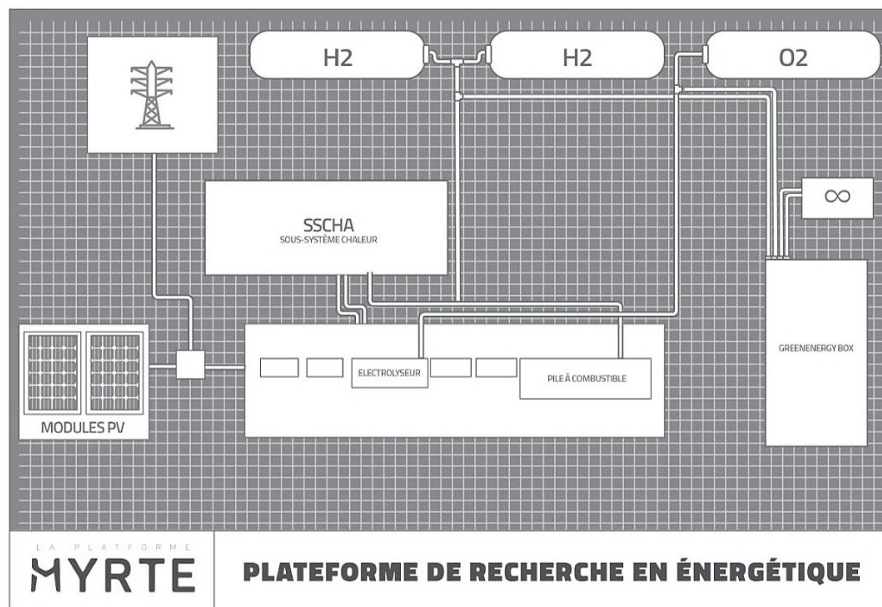 H2
H2
O2
SSCHA
SOUS-SYSTÈME CHALEUR
∞
GREENENERGY BOX
ELECTROLYSEUR
PILE À COMBUSTIBLE
MODULES PV
LA PLATEFORME
MYRTE
PLATEFORME DE RECHERCHE EN ÉNERGÉTIQUE